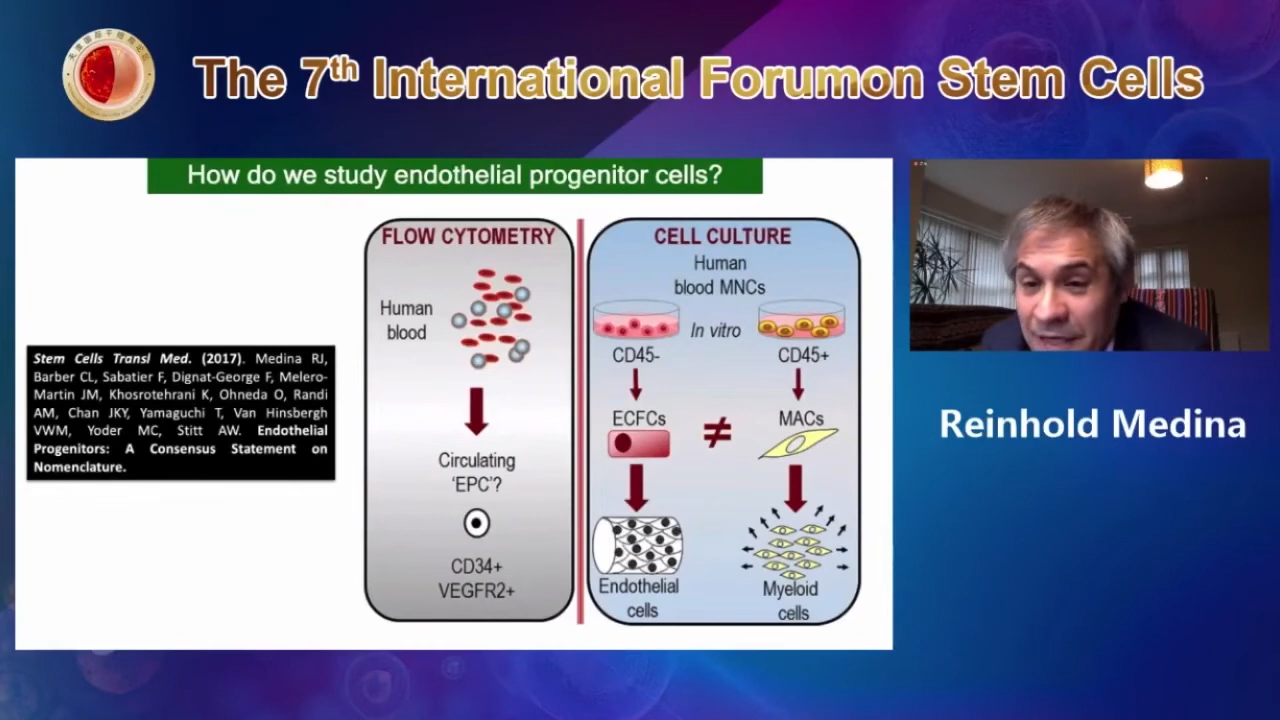 The 7th International Forumon Stem Cells
How do we study endothelial progenitor cells?
Stem Cells Transl Med. (2017). Medina RJ,
Barber CL, Sabatier F, Dignat-George F, Melero-
Martin JM, Khosrotehrani K, Ohneda O, Randi
AM, Chan JKY, Yamaguchi T, Van Hinsbergh
VWM, Yoder MC, Stitt AW. Endothelial
Progenitors: A Consensus Statement on
Nomenclature.
FLOW CYTOMETRY
Human
blood
Circulating
‘EPC’?
CD34+
VEGFR2+
CELL CULTURE
Human
blood MNCs
In vitro
CD45-
CD45+
ECFCs
≠
MACs
Endothelial
cells
Myeloid
cells
Reinhold Medina